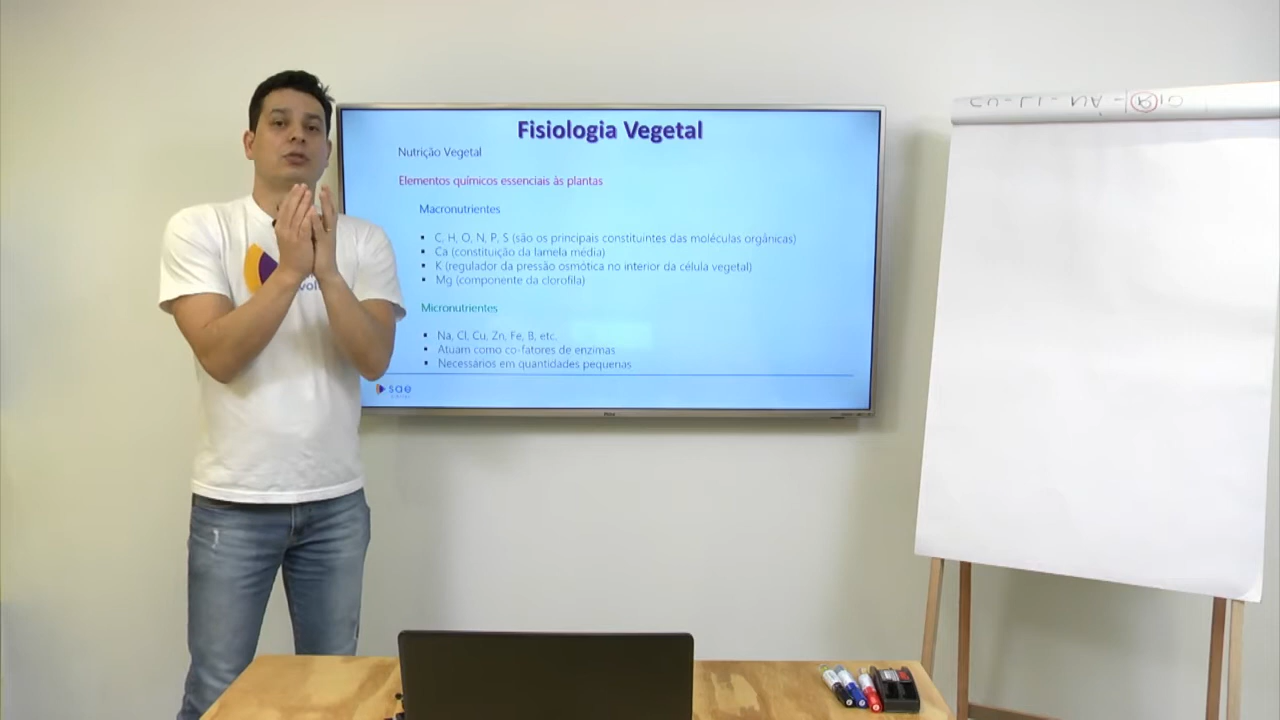 Fisiologia Vegetal
Nutrição Vegetal
Elementos químicos essenciais às plantas
Macronutrientes
• C, H, O, N, P, S (são os principais constituintes das moléculas orgânicas)
• Ca (constituição da lamela média)
• K (regulador da pressão osmótica no interior da célula vegetal)
• Mg (componente da clorofila)
Micronutrientes
• Na, Cl, Cu, Zn, Fe, B, etc.
• Atuam como co-fatores de enzimas
• Necessários em quantidades pequenas
sae